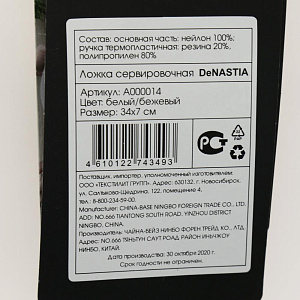 Состав: основная часть: нейлон 100%;
ручка термопластичная: резина 20%,
полипропилен 80%
Ложка сервировочная DeNASTIA
Артикул: A000014
Цвет: белый/бежевый
Размер: 34x7 см
4 610122 743493
РСТ
Поставщик, импортер, уполномоченный изготовителем:
ООО «ТЕКСТИЛИТ ГРУПП». Адрес: 630132, г. Новосибирск,
ул. Салтыкова-Щедрина, 122, помещение 4.
тел. 8-800-234-59-00.
Изготовитель: CHINA-BASE NINGBO FOREIGN TRADE CO., LTD.
ADD: NO.666 TIANTONG SOUTH ROAD, YINZHOU DISTRICT
NINGBO, CHINA.
Производитель: ЧАЙНА-БЕЙЗ НИНБО ФОРЕН ТРЕЙД КО., ЛТД.
Адрес: NO.666 ТЯНЬТУН САУТ РОАД РАЙОН ИНЬЧЖОУ
НИНБО, КИТАЙ.
Дата производства: 30 октября 2020 г.
Срок годности не ограничен.